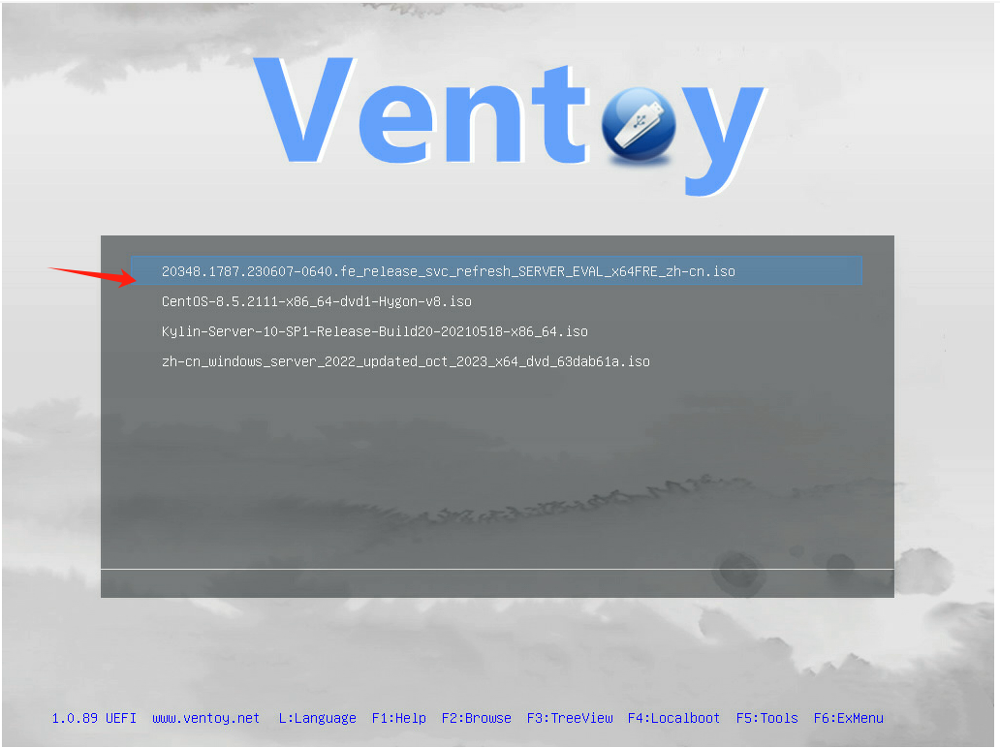 Ventoy
20348.1787.230607-0640.fe_release_svc_refresh_SERVER_EVAL_x64FRE_zh-cn.iso
CentOS-8.5.2111-x86_64-dvd1-Hygon-v8.iso
Kylin-Server-10-SP1-Release-Build20-20210518-x86_64.iso
zh-cn_windows_server_2022_updated_oct_2023_x64_dvd_63dab61a.iso
1.0.89 UEFI www.ventoy.net L:Language F1:Help F2:Browse F3:TreeView F4:Localboot F5:Tools F6:ExMenu